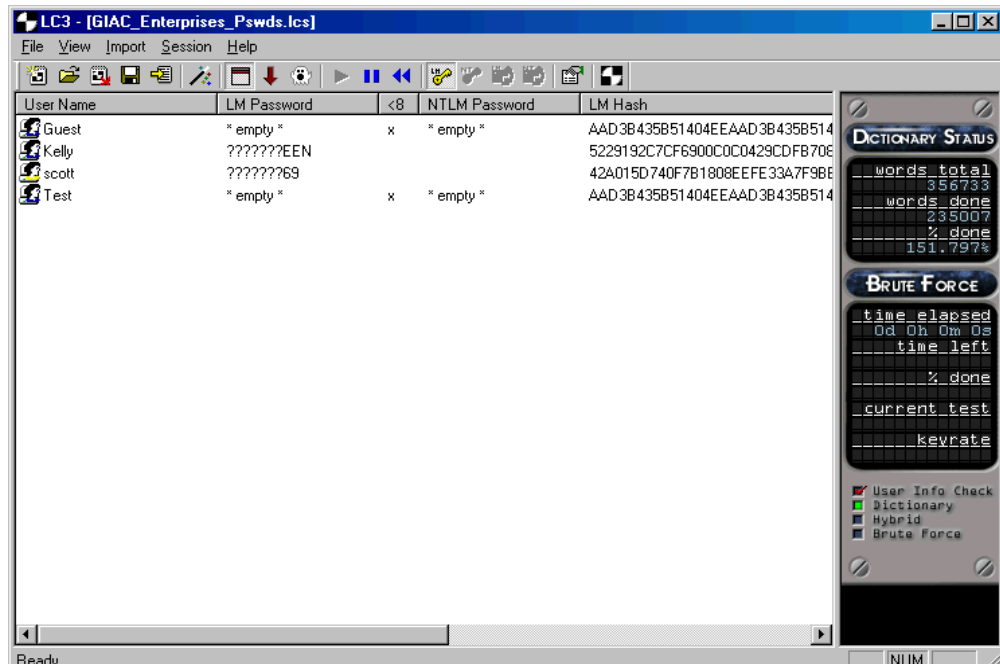 LC3 - [GIAC_Enterprises_Pswds.lcs]
File View Import Session Help
User Name LM Password <8 NTLM Password LM Hash
Guest * empty * x * empty * AAD3B435B51404EEAAD3B435B514
Kelly ???????EEN 5229192C7CF6900C0C0429CDFB708
scott ???????69 42A015D740F7B1808EEFE33A7F9BE
Test * empty * x * empty * AAD3B435B51404EEAAD3B435B514
DICTIONARY STATUS
words total
356733
words done
235007
% done
151.797%
BRUTE FORCE
time elapsed
0d 0h 0m 0s
time left
% done
current test
keyrate
User Info Check
Dictionary
Hybrid
Brute Force
Ready NUM